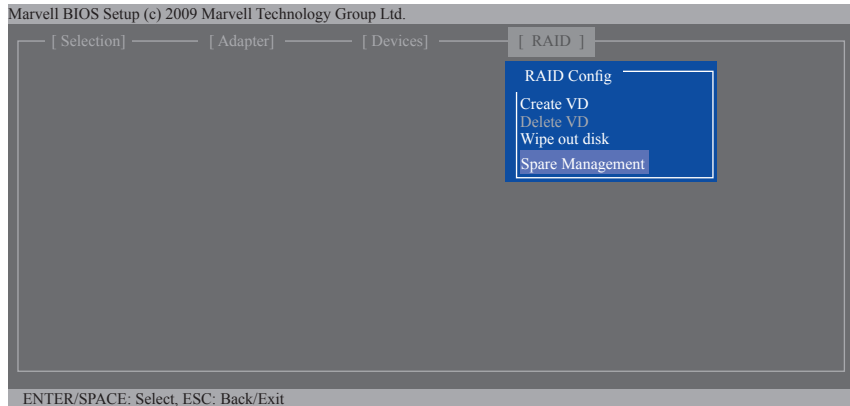 Marvell BIOS Setup (c) 2009 Marvell Technology Group Ltd.
[ Selection] [ Adapter] [ Devices] [ RAID ]
RAID Config
Create VD
Delete VD
Wipe out disk
Spare Management
ENTER/SPACE: Select, ESC: Back/Exit